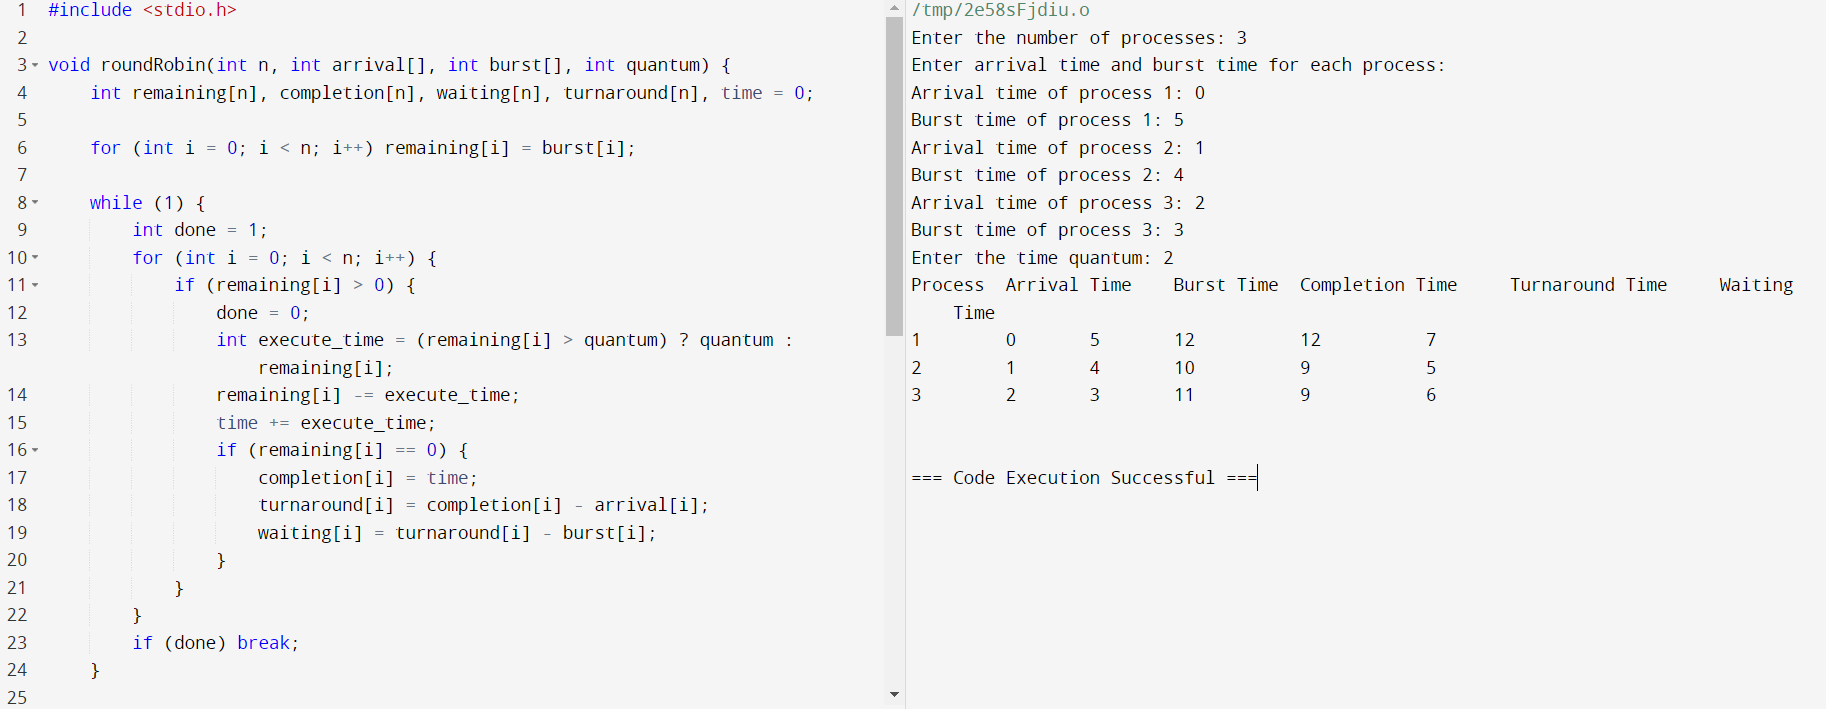 1 #include <stdio.h>
2
3 void roundRobin(int n, int arrival[], int burst[], int quantum) {
4     int remaining[n], completion[n], waiting[n], turnaround[n], time = 0;
5
6     for (int i = 0; i < n; i++) remaining[i] = burst[i];
7
8     while (1) {
9         int done = 1;
10         for (int i = 0; i < n; i++) {
11             if (remaining[i] > 0) {
12                 done = 0;
13                 int execute_time = (remaining[i] > quantum) ? quantum :
                    remaining[i];
14                 remaining[i] -= execute_time;
15                 time += execute_time;
16                 if (remaining[i] == 0) {
17                     completion[i] = time;
18                     turnaround[i] = completion[i] - arrival[i];
19                     waiting[i] = turnaround[i] - burst[i];
20                 }
21             }
22         }
23         if (done) break;
24     }
25
/tmp/2e58sFjdiu.o
Enter the number of processes: 3
Enter arrival time and burst time for each process:
Arrival time of process 1: 0
Burst time of process 1: 5
Arrival time of process 2: 1
Burst time of process 2: 4
Arrival time of process 3: 2
Burst time of process 3: 3
Enter the time quantum: 2
Process  Arrival Time    Burst Time  Completion Time     Turnaround Time     Waiting
    Time
1        0       5       12          12          7
2        1       4       10          9           5
3        2       3       11          9           6
=== Code Execution Successful ===